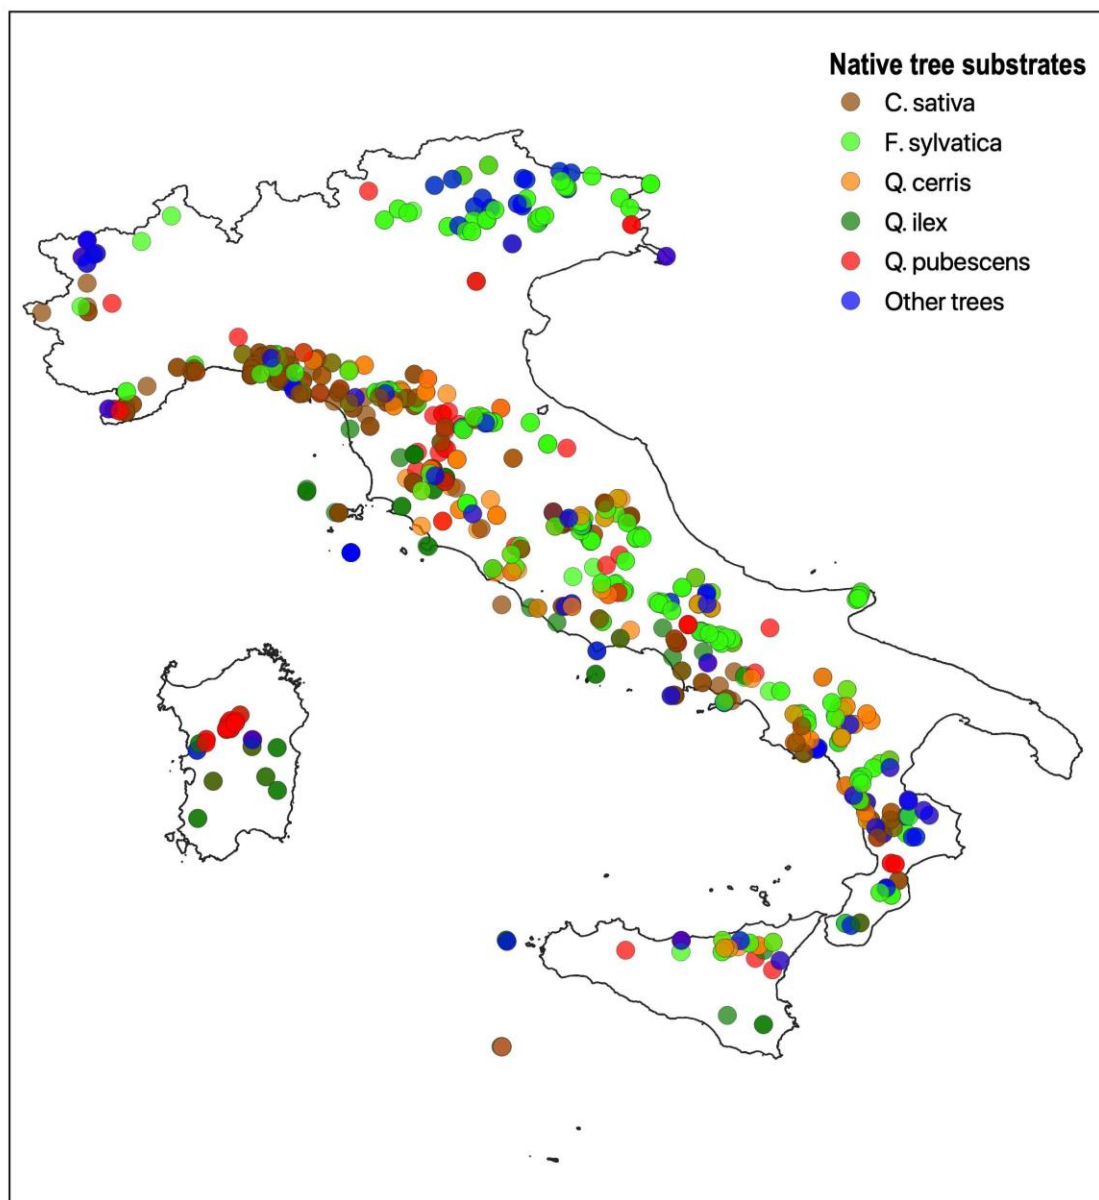 Native tree substrates
C. sativa
F. sylvatica
Q. cerris
Q. ilex
Q. pubescens
Other trees